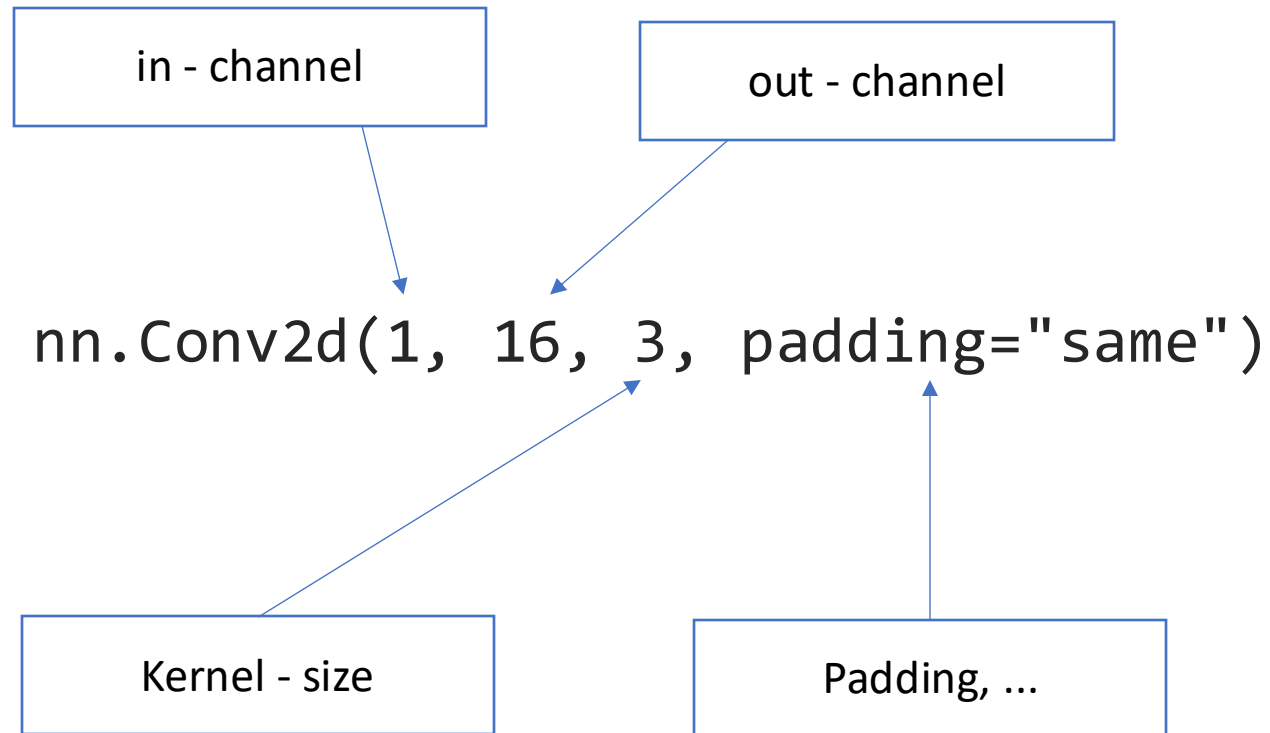 in - channel
out - channel
nn.Conv2d(1, 16, 3, padding="same")
Kernel - size
Padding, ...